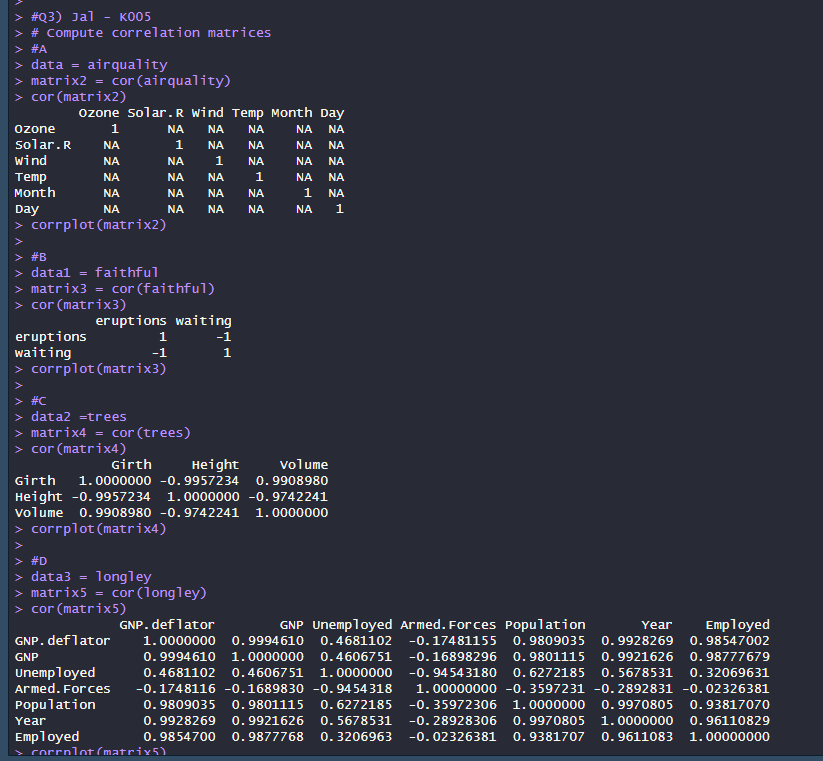 >
> #Q3) Jal - K005
> # Compute correlation matrices
> #A
> data = airquality
> matrix2 = cor(airquality)
> cor(matrix2)
Ozone Solar.R Wind Temp Month Day
Ozone 1 NA NA NA NA NA
Solar.R NA 1 NA NA NA NA
Wind NA NA 1 NA NA NA
Temp NA NA NA 1 NA NA
Month NA NA NA NA 1 NA
Day NA NA NA NA NA 1
> corrplot(matrix2)
>
> #B
> data1 = faithful
> matrix3 = cor(faithful)
> cor(matrix3)
eruptions waiting
eruptions 1 -1
waiting -1 1
> corrplot(matrix3)
>
> #C
> data2 =trees
> matrix4 = cor(trees)
> cor(matrix4)
Girth Height Volume
Girth 1.0000000 -0.9957234 0.9908980
Height -0.9957234 1.0000000 -0.9742241
Volume 0.9908980 -0.9742241 1.0000000
> corrplot(matrix4)
>
> #D
> data3 = longley
> matrix5 = cor(longley)
> cor(matrix5)
GNP.deflator GNP Unemployed Armed.Forces Population Year Employed
GNP.deflator 1.0000000 0.9994610 0.4681102 -0.17481155 0.9809035 0.9928269 0.98547002
GNP 0.9994610 1.0000000 0.4606751 -0.16898296 0.9801115 0.9921626 0.98777679
Unemployed 0.4681102 0.4606751 1.0000000 -0.94543180 0.6272185 0.5678531 0.32069631
Armed.Forces -0.1748116 -0.1689830 -0.9454318 1.00000000 -0.3597231 -0.2892831 -0.02326381
Population 0.9809035 0.9801115 0.6272185 -0.35972306 1.0000000 0.9970805 0.93817070
Year 0.9928269 0.9921626 0.5678531 -0.28928306 0.9970805 1.0000000 0.96110829
Employed 0.9854700 0.9877768 0.3206963 -0.02326381 0.9381707 0.9611083 1.00000000
> corrplot(matrix5)